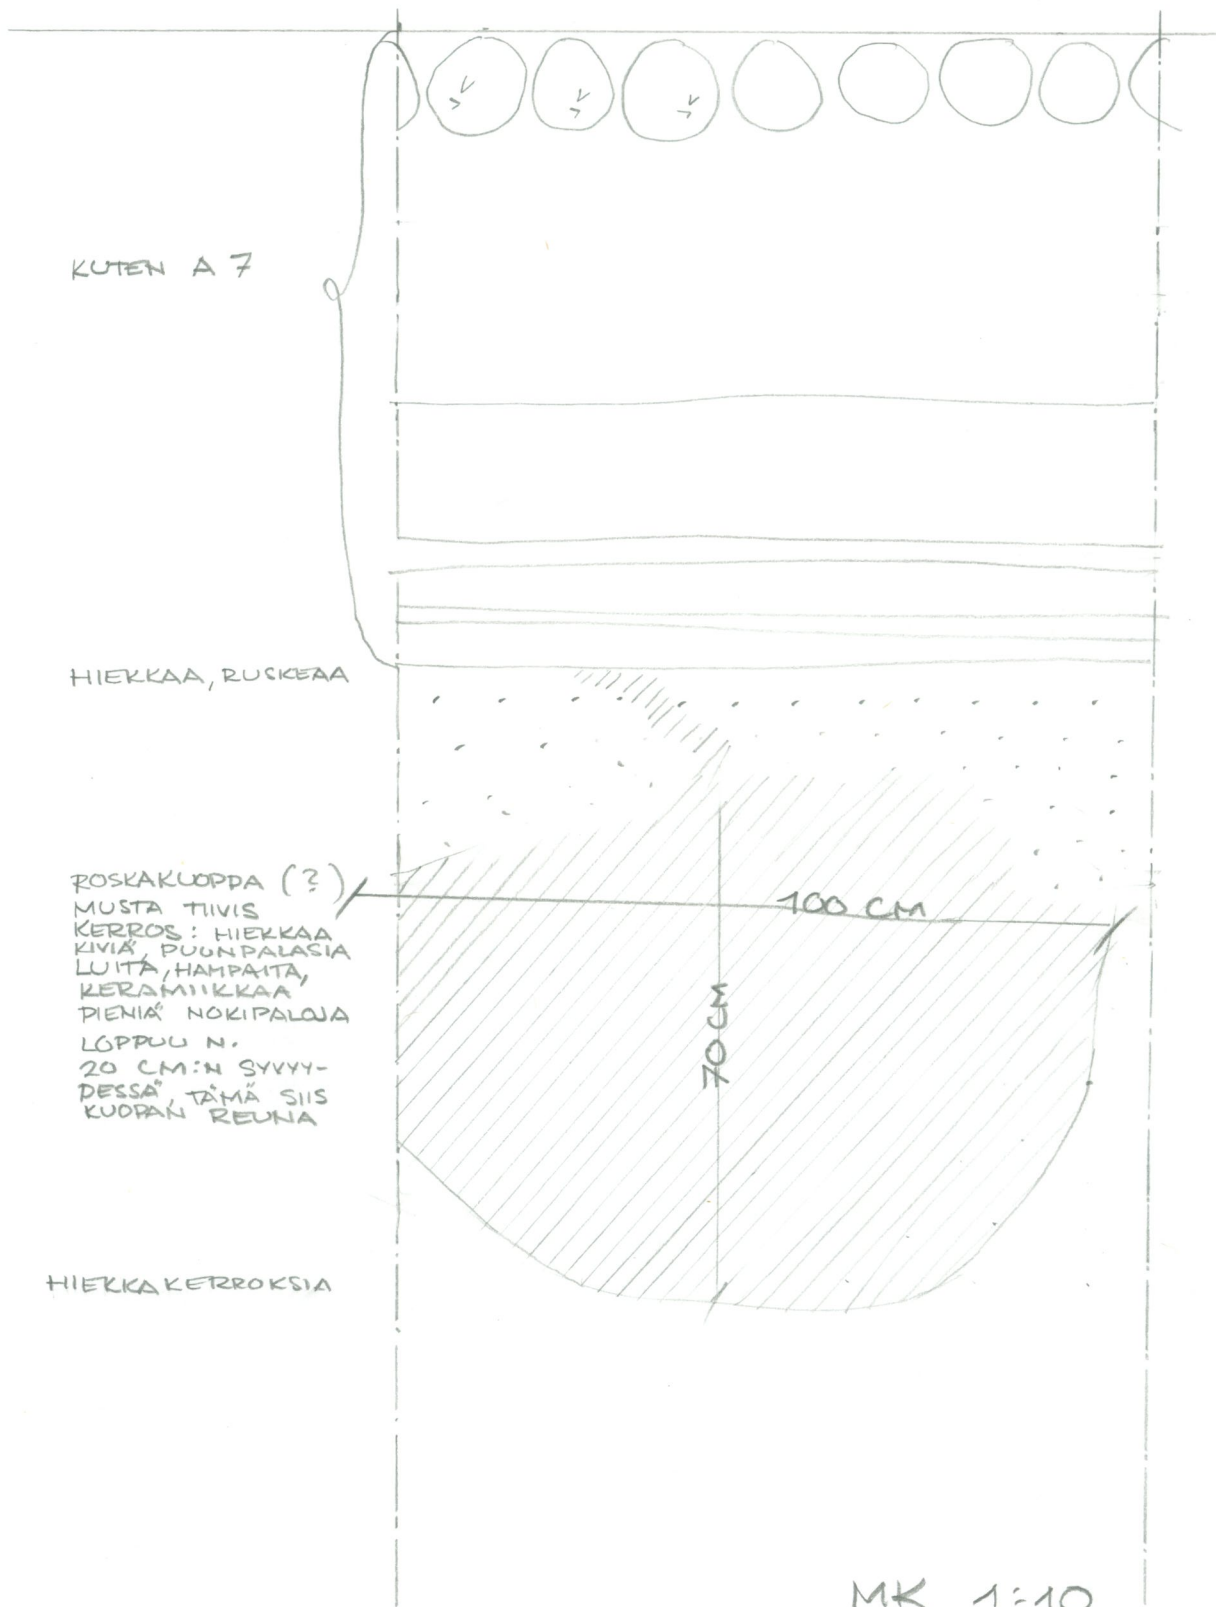 KUTEN A 7
HIEKKAA, RUSKEAA
ROSKAKUOPPA (?)
MUSTA TIIVIS
KERROS: HIEKKAA
KIVIÄ, PUUNPALASIA
LUITA, HAMPAITA,
KERAMIIKKAA
PIENIÄ NOKIPALOJA
LOPPUU N.
20 CM:N SYVYY-
DESSÄ, TÄMÄ SIIS
KUOPAN REUNA
100 CM
70 CM
HIEKKAKERROKSIA
MK 1:10